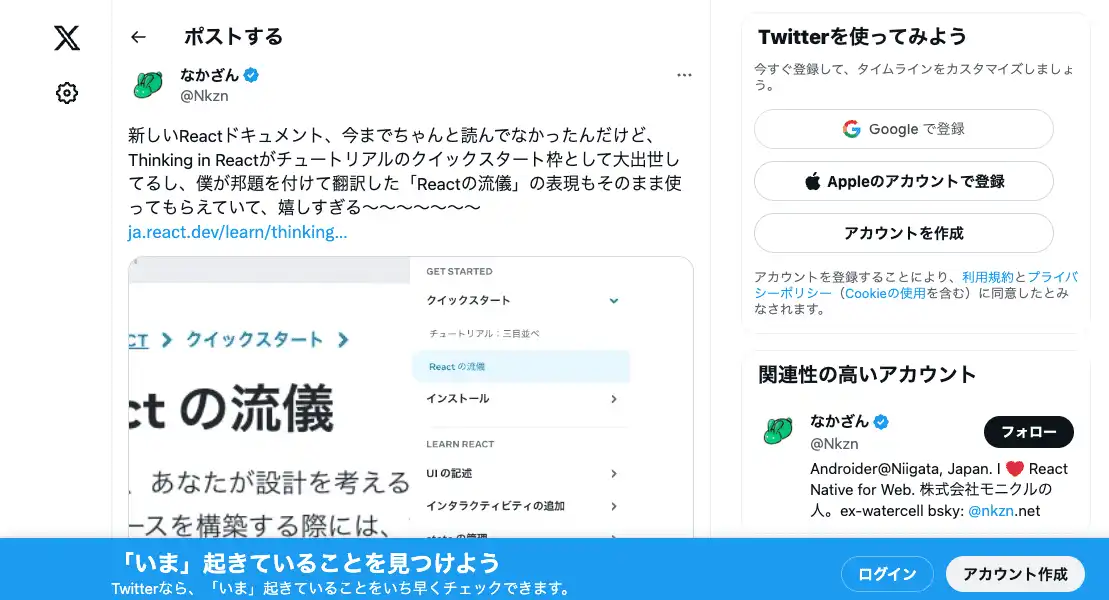 ポストする
なかざん
@Nkzn
新しいReactドキュメント、今までちゃんと読んでなかったんだけど、
Thinking in Reactがチュートリアルのクイックスタート枠として大出世し
てるし、僕が邦題を付けて翻訳した「Reactの流儀」の表現もそのまま使
ってもらえていて、嬉しすぎる〜〜〜〜〜〜〜
ja.react.dev/learn/thinking...
CT > クイックスタート >
ct の流儀
、あなたが設計を考える
ースを構築する際には、
GET STARTED
クイックスタート
チュートリアル：三目並べ
React の流儀
インストール
LEARN REACT
UI の記述
インタラクティビティの追加
Twitterを使ってみよう
今すぐ登録して、タイムラインをカスタマイズしましょ
う。
Google で登録
Appleのアカウントで登録
アカウントを作成
アカウントを登録することにより、利用規約とプライバ
シーポリシー（Cookieの使用を含む）に同意したとみ
なされます。
関連性の高いアカウント
なかざん
@Nkzn
フォロー
Androider@Niigata, Japan. I ❤️ React
Native for Web. 株式会社モニクルの
人。ex-watercell bsky: @nkzn.net
「いま」起きていることを見つけよう
Twitterなら、「いま」起きていることをいち早くチェックできます。
ログイン
アカウント作成